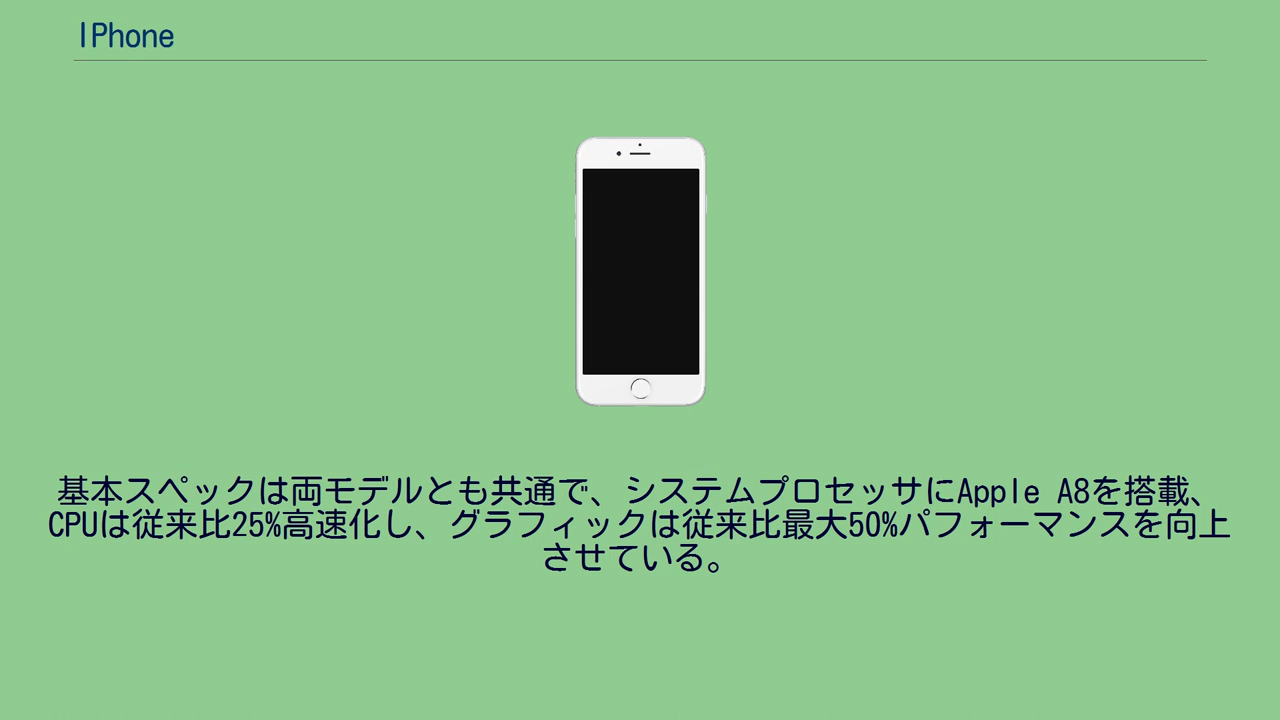 IPhone
基本スペックは両モデルとも共通で、システムプロセッサにApple A8を搭載、
CPUは従来比25%高速化し、グラフィックは従来比最大50%パフォーマンスを向上
させている。